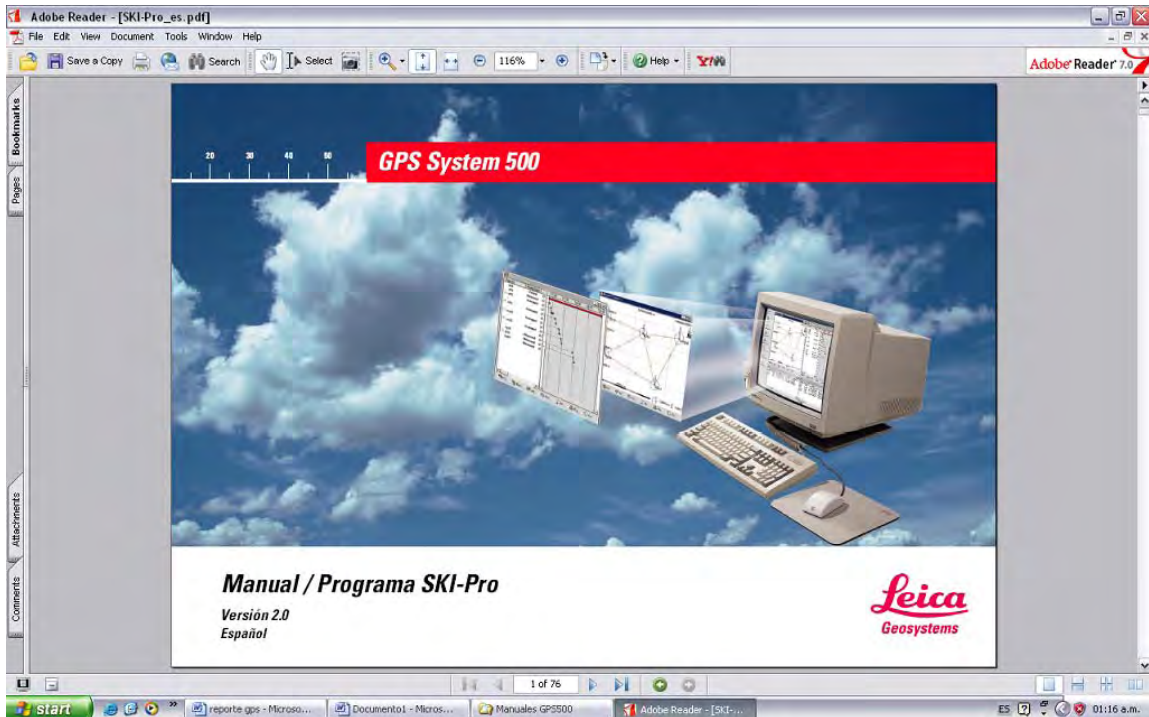 Adobe Reader - [SKI-Pro_es.pdf]
File Edit View Document Tools Window Help
Save a Copy Search Select 116% Help Y! Adobe Reader 7.0
Bookmarks
Pages
Attachments
Comments
20 30 40 50
GPS System 500
Manual / Programa SKI-Pro
Versión 2.0
Español
Leica
Geosystems
1 of 76
start » reporte gps - Microso... Documento1 - Micros... Manuales GPS500 Adobe Reader - [SKI-... ES 01:16 a.m.